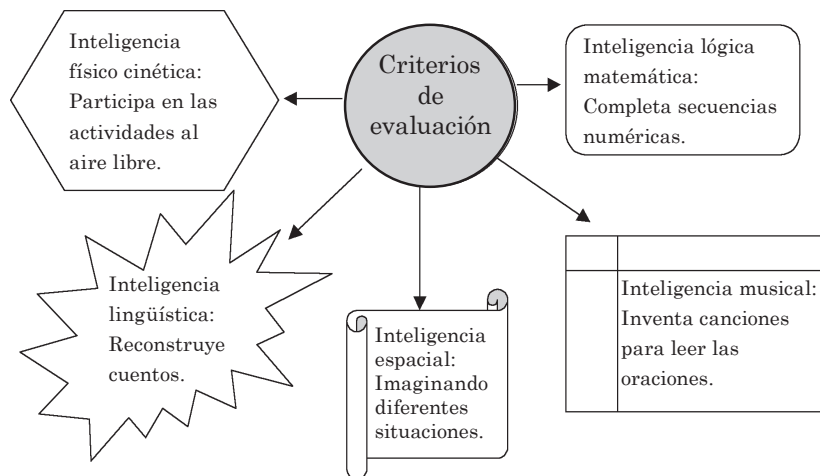 Criterios
de
evaluación
Inteligencia
físico cinética:
Participa en las
actividades al
aire libre.
Inteligencia lógica
matemática:
Completa secuencias
numéricas.
Inteligencia
lingüística:
Reconstruye
cuentos.
Inteligencia
espacial:
Imaginando
diferentes
situaciones.
Inteligencia musical:
Inventa canciones
para leer las
oraciones.